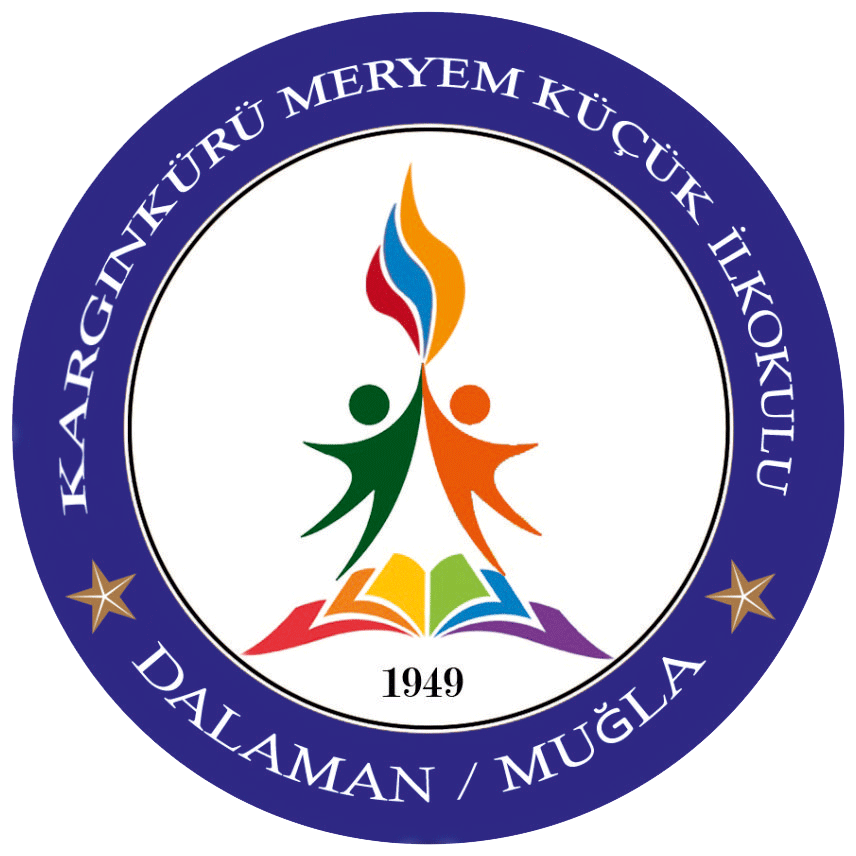 KARGINKÜRÜ MERYEM KÜÇÜK İLKOKULU
1949
DALAMAN / MUĞLA